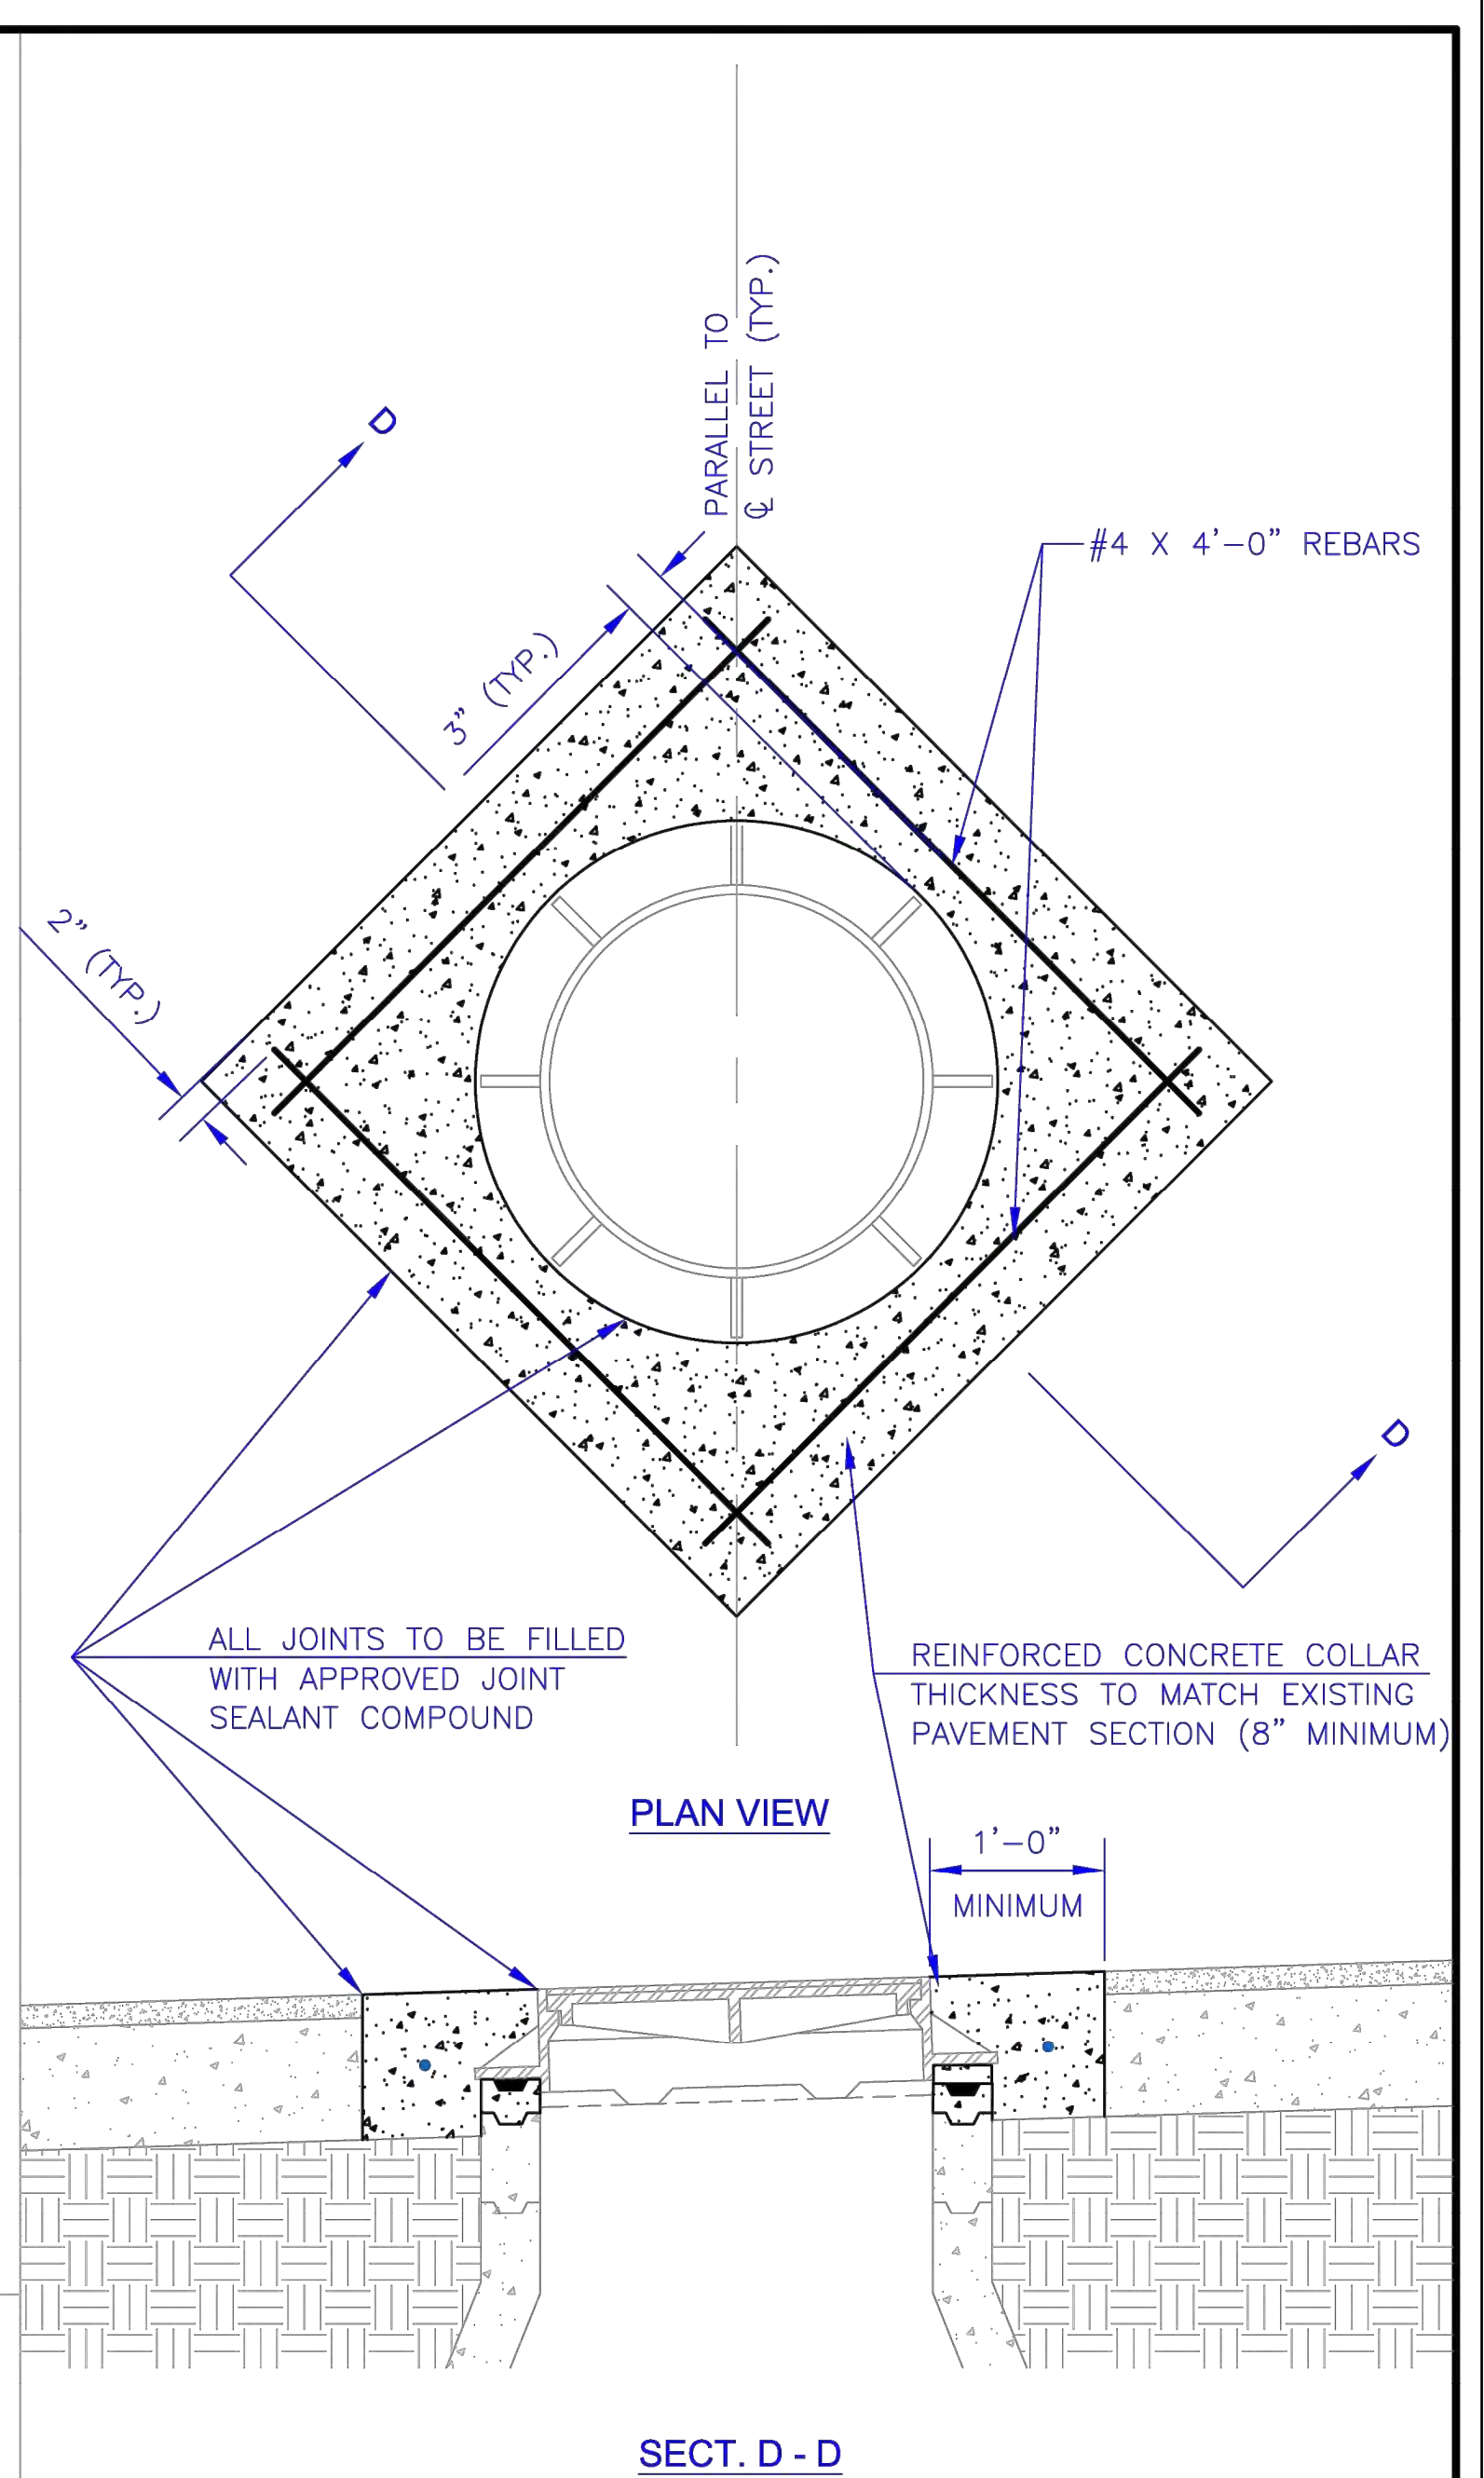 PARALLEL TO
℄ STREET (TYP.)
D
#4 X 4'-0" REBARS
3" (TYP.)
2" (TYP.)
D
ALL JOINTS TO BE FILLED
WITH APPROVED JOINT
SEALANT COMPOUND
REINFORCED CONCRETE COLLAR
THICKNESS TO MATCH EXISTING
PAVEMENT SECTION (8" MINIMUM)
PLAN VIEW
1'-0"
MINIMUM
SECT. D - D